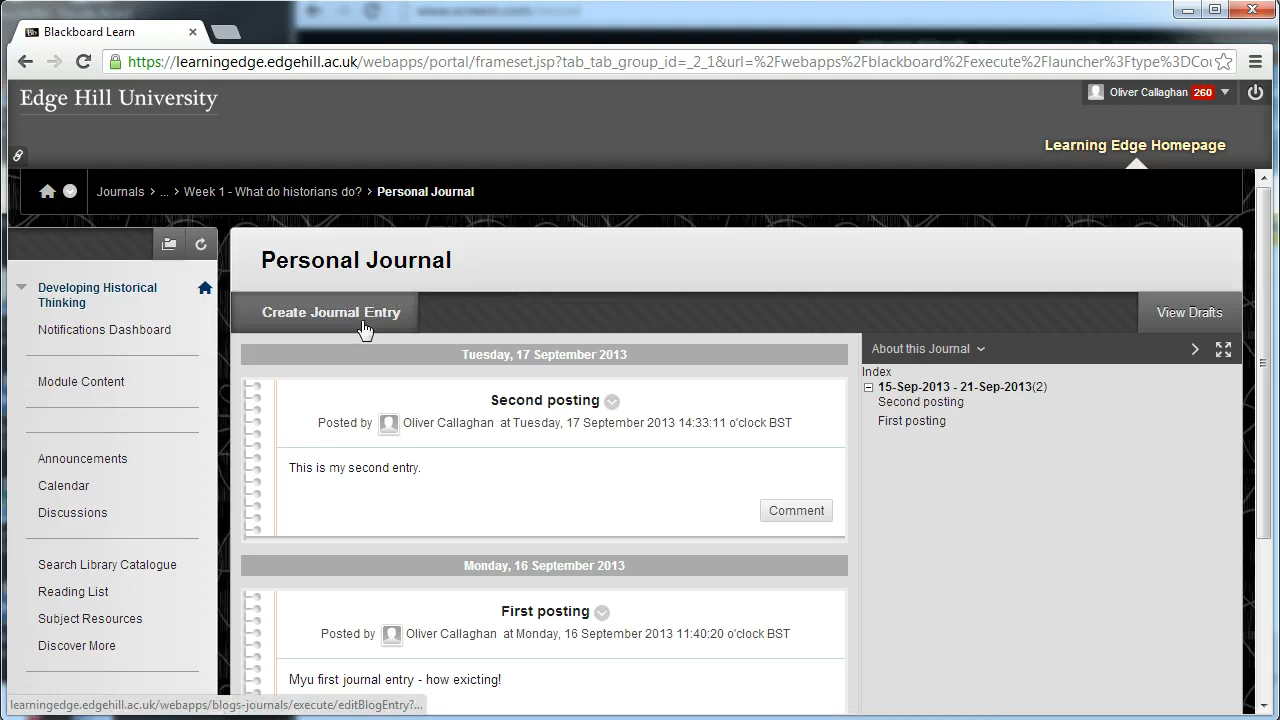 Blackboard Learn
https://learningedge.edgehill.ac.uk/webapps/portal/frameset.jsp?tab_tab_group_id=_2_1&url=%2Fwebapps%2Fblackboard%2Fexecute%2Flauncher%3Ftype%3DCou
Edge Hill University
Oliver Callaghan 260
Learning Edge Homepage
Journals > ... > Week 1 - What do historians do? > Personal Journal
Developing Historical
Thinking
Notifications Dashboard
Module Content
Announcements
Calendar
Discussions
Search Library Catalogue
Reading List
Subject Resources
Discover More
Personal Journal
Create Journal Entry
View Drafts
Tuesday, 17 September 2013
Second posting
Posted by Oliver Callaghan at Tuesday, 17 September 2013 14:33:11 o'clock BST
This is my second entry.
Comment
Monday, 16 September 2013
First posting
Posted by Oliver Callaghan at Monday, 16 September 2013 11:40:20 o'clock BST
Myu first journal entry - how exicting!
About this Journal
Index
15-Sep-2013 - 21-Sep-2013(2)
Second posting
First posting
learningedge.edgehill.ac.uk/webapps/blogs-journals/execute/editBlogEntry?...